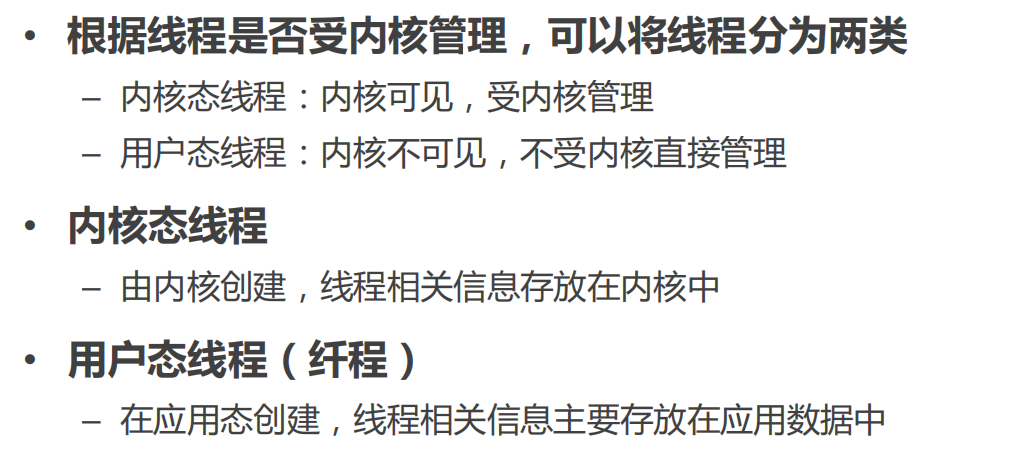 • 根据线程是否受内核管理，可以将线程分为两类
– 内核态线程：内核可见，受内核管理
– 用户态线程：内核不可见，不受内核直接管理
• 内核态线程
– 由内核创建，线程相关信息存放在内核中
• 用户态线程（纤程）
– 在应用态创建，线程相关信息主要存放在应用数据中